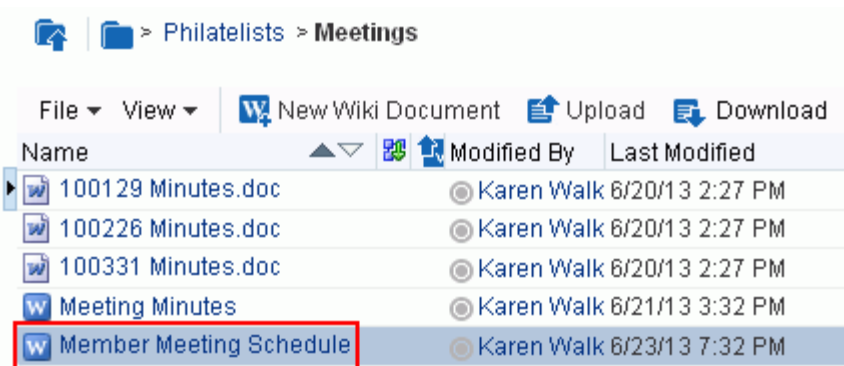 > Philatelists > Meetings
File View New Wiki Document Upload Download
Name Modified By Last Modified
100129 Minutes.doc Karen Walk 6/20/13 2:27 PM
100226 Minutes.doc Karen Walk 6/20/13 2:27 PM
100331 Minutes.doc Karen Walk 6/20/13 2:27 PM
Meeting Minutes Karen Walk 6/21/13 3:32 PM
Member Meeting Schedule Karen Walk 6/23/13 7:32 PM